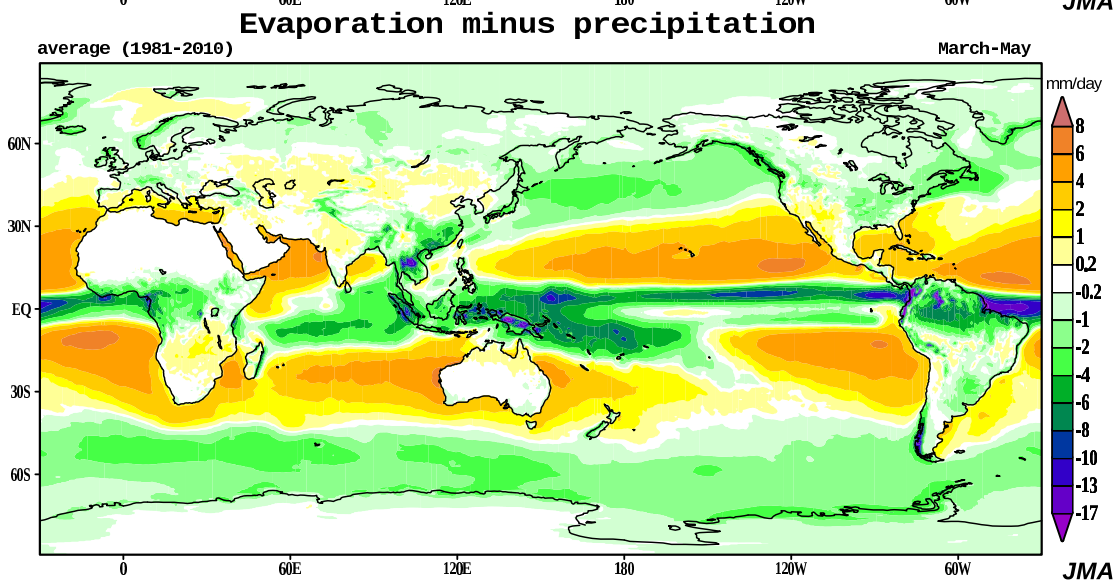 JMA
Evaporation minus precipitation
average (1981-2010)
March-May
mm/day
8
6
4
2
1
0.2
-0.2
-1
-2
-4
-6
-8
-10
-13
-17
60N
30N
EQ
30S
60S
0
60E
120E
180
120W
60W
JMA